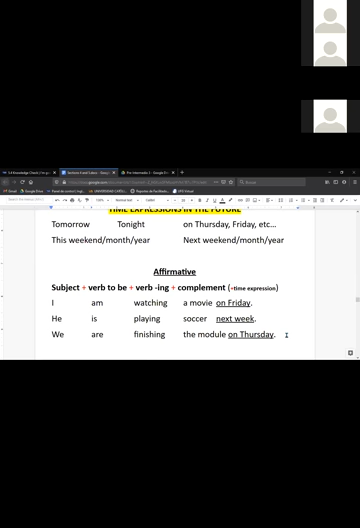 TIME EXPRESSIONS IN THE FUTURE
Tomorrow Tonight on Thursday, Friday, etc...
This weekend/month/year Next weekend/month/year
Affirmative
Subject + verb to be + verb -ing + complement (+time expression)
I am watching a movie on Friday.
He is playing soccer next week.
We are finishing the module on Thursday.